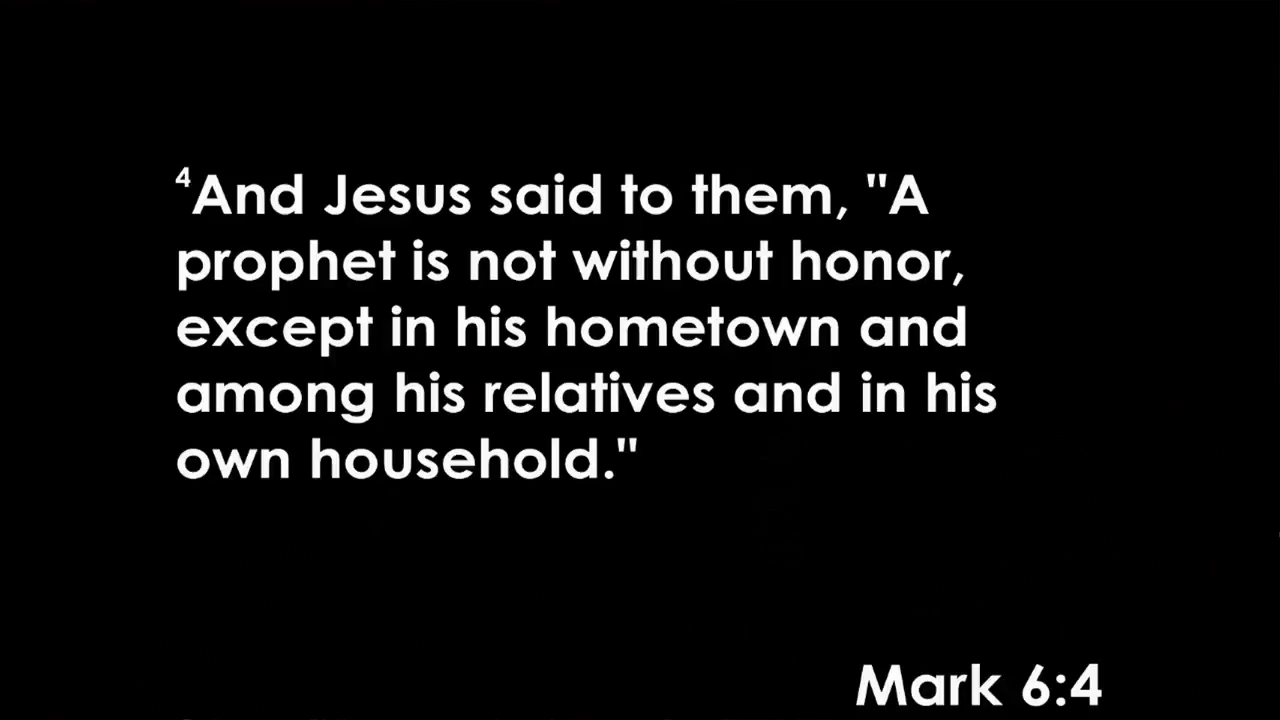 ⁴And Jesus said to them, "A
prophet is not without honor,
except in his hometown and
among his relatives and in his
own household."
Mark 6:4